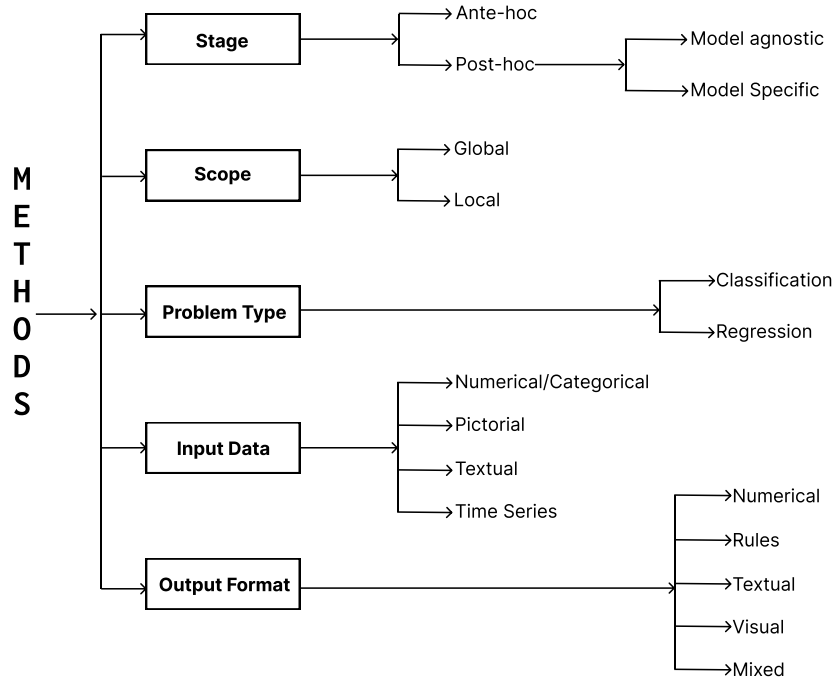 METHODS
Stage
Ante-hoc
Post-hoc
Model agnostic
Model Specific
Scope
Global
Local
Problem Type
Classification
Regression
Input Data
Numerical/Categorical
Pictorial
Textual
Time Series
Output Format
Numerical
Rules
Textual
Visual
Mixed